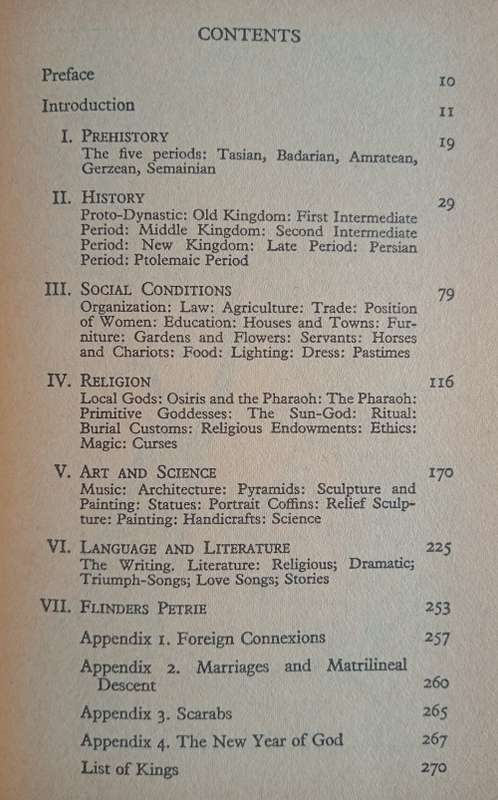 CONTENTS
Preface 10
Introduction 11
I. PREHISTORY 19
The five periods: Tasian, Badarian, Amratean,
Gerzean, Semainian
II. HISTORY 29
Proto-Dynastic: Old Kingdom: First Intermediate
Period: Middle Kingdom: Second Intermediate
Period: New Kingdom: Late Period: Persian
Period: Ptolemaic Period
III. SOCIAL CONDITIONS 79
Organization: Law: Agriculture: Trade: Position
of Women: Education: Houses and Towns: Fur-
niture: Gardens and Flowers: Servants: Horses
and Chariots: Food: Lighting: Dress: Pastimes
IV. RELIGION 116
Local Gods: Osiris and the Pharaoh: The Pharaoh:
Primitive Goddesses: The Sun-God: Ritual:
Burial Customs: Religious Endowments: Ethics:
Magic: Curses
V. ART AND SCIENCE 170
Music: Architecture: Pyramids: Sculpture and
Painting: Statues: Portrait Coffins: Relief Sculp-
ture: Painting: Handicrafts: Science
VI. LANGUAGE AND LITERATURE 225
The Writing. Literature: Religious; Dramatic;
Triumph-Songs; Love Songs; Stories
VII. FLINDERS PETRIE 253
Appendix 1. Foreign Connexions 257
Appendix 2. Marriages and Matrilineal
Descent 260
Appendix 3. Scarabs 265
Appendix 4. The New Year of God 267
List of Kings 270